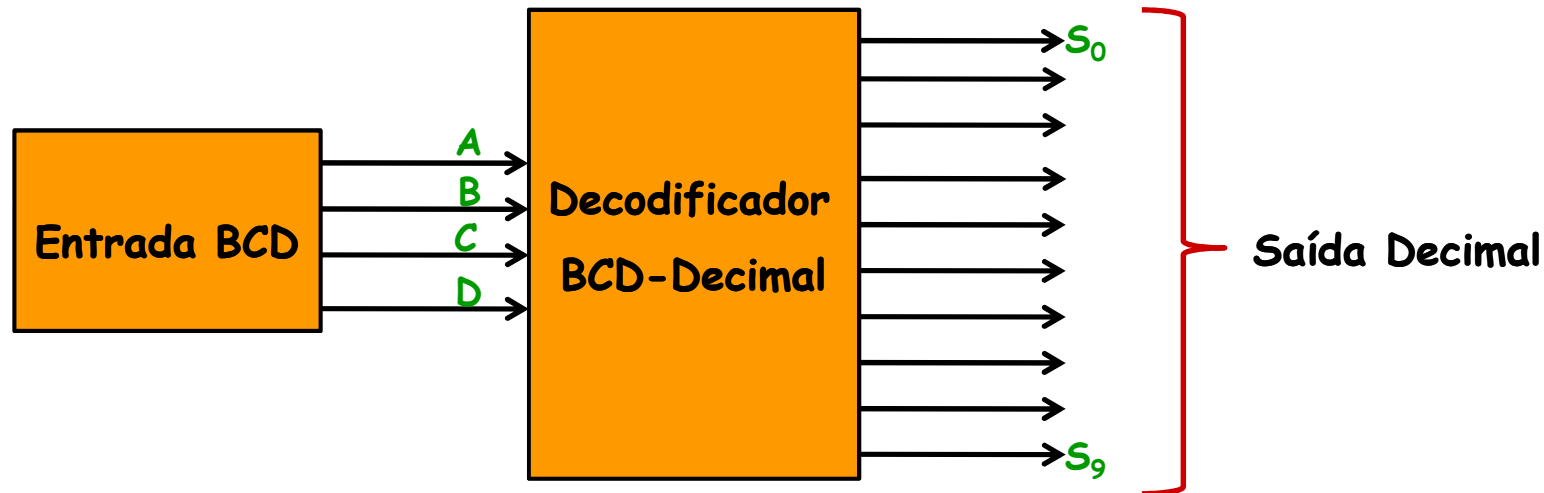 Entrada BCD
A
B
C
D
Decodificador
BCD-Decimal
S0
S9
Saída Decimal